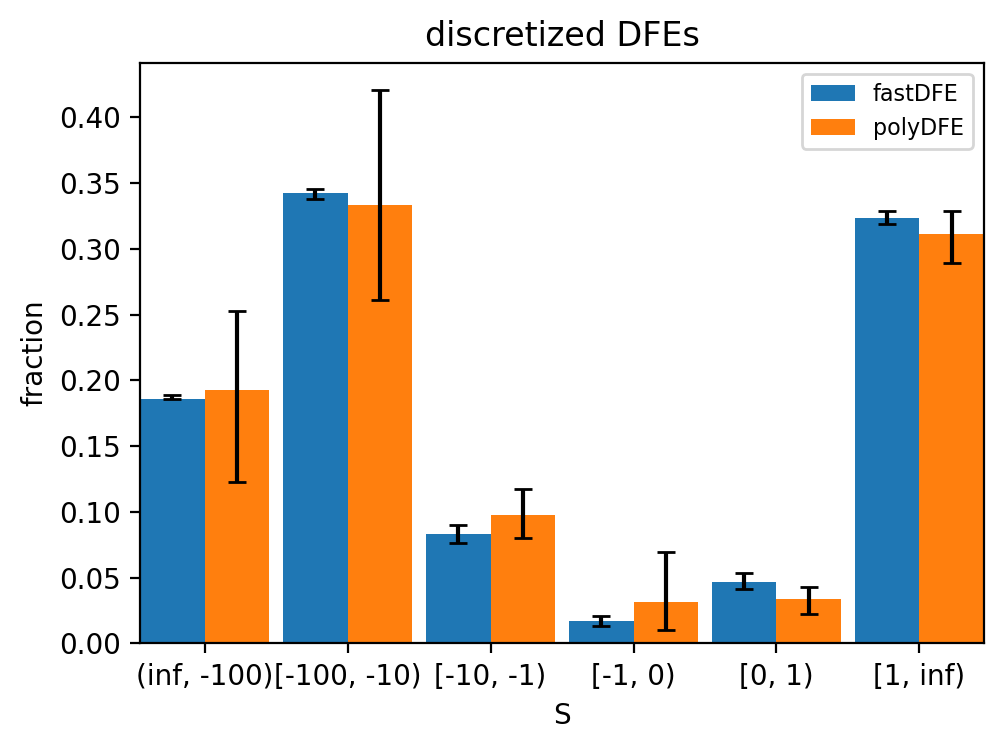 discretized DFEs
fastDFE
polyDFE
fraction
0.40
0.35
0.30
0.25
0.20
0.15
0.10
0.05
0.00
(inf, -100) [-100, -10) [-10, -1) [-1, 0) [0, 1) [1, inf)
S